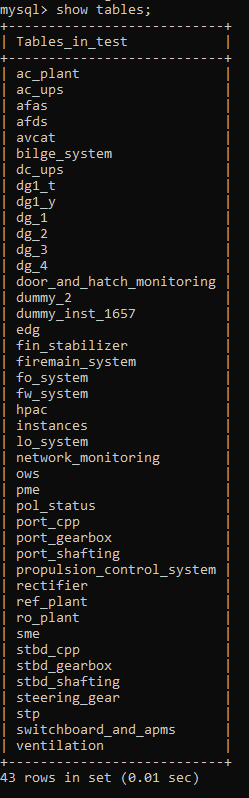 mysql> show tables;
+---------------------------+
| Tables_in_test            |
+---------------------------+
| ac_plant                  |
| ac_ups                    |
| afas                      |
| afds                      |
| avcat                     |
| bilge_system              |
| dc_ups                    |
| dg1_t                     |
| dg1_y                     |
| dg_1                      |
| dg_2                      |
| dg_3                      |
| dg_4                      |
| door_and_hatch_monitoring |
| dummy_2                   |
| dummy_inst_1657           |
| edg                       |
| fin_stabilizer            |
| firemain_system           |
| fo_system                 |
| fw_system                 |
| hpac                      |
| instances                 |
| lo_system                 |
| network_monitoring        |
| ows                       |
| pme                       |
| pol_status                |
| port_cpp                  |
| port_gearbox              |
| port_shafting             |
| propulsion_control_system |
| rectifier                 |
| ref_plant                 |
| ro_plant                  |
| sme                       |
| stbd_cpp                  |
| stbd_gearbox              |
| stbd_shafting             |
| steering_gear             |
| stp                       |
| switchboard_and_apms      |
| ventilation               |
+---------------------------+
43 rows in set (0.01 sec)